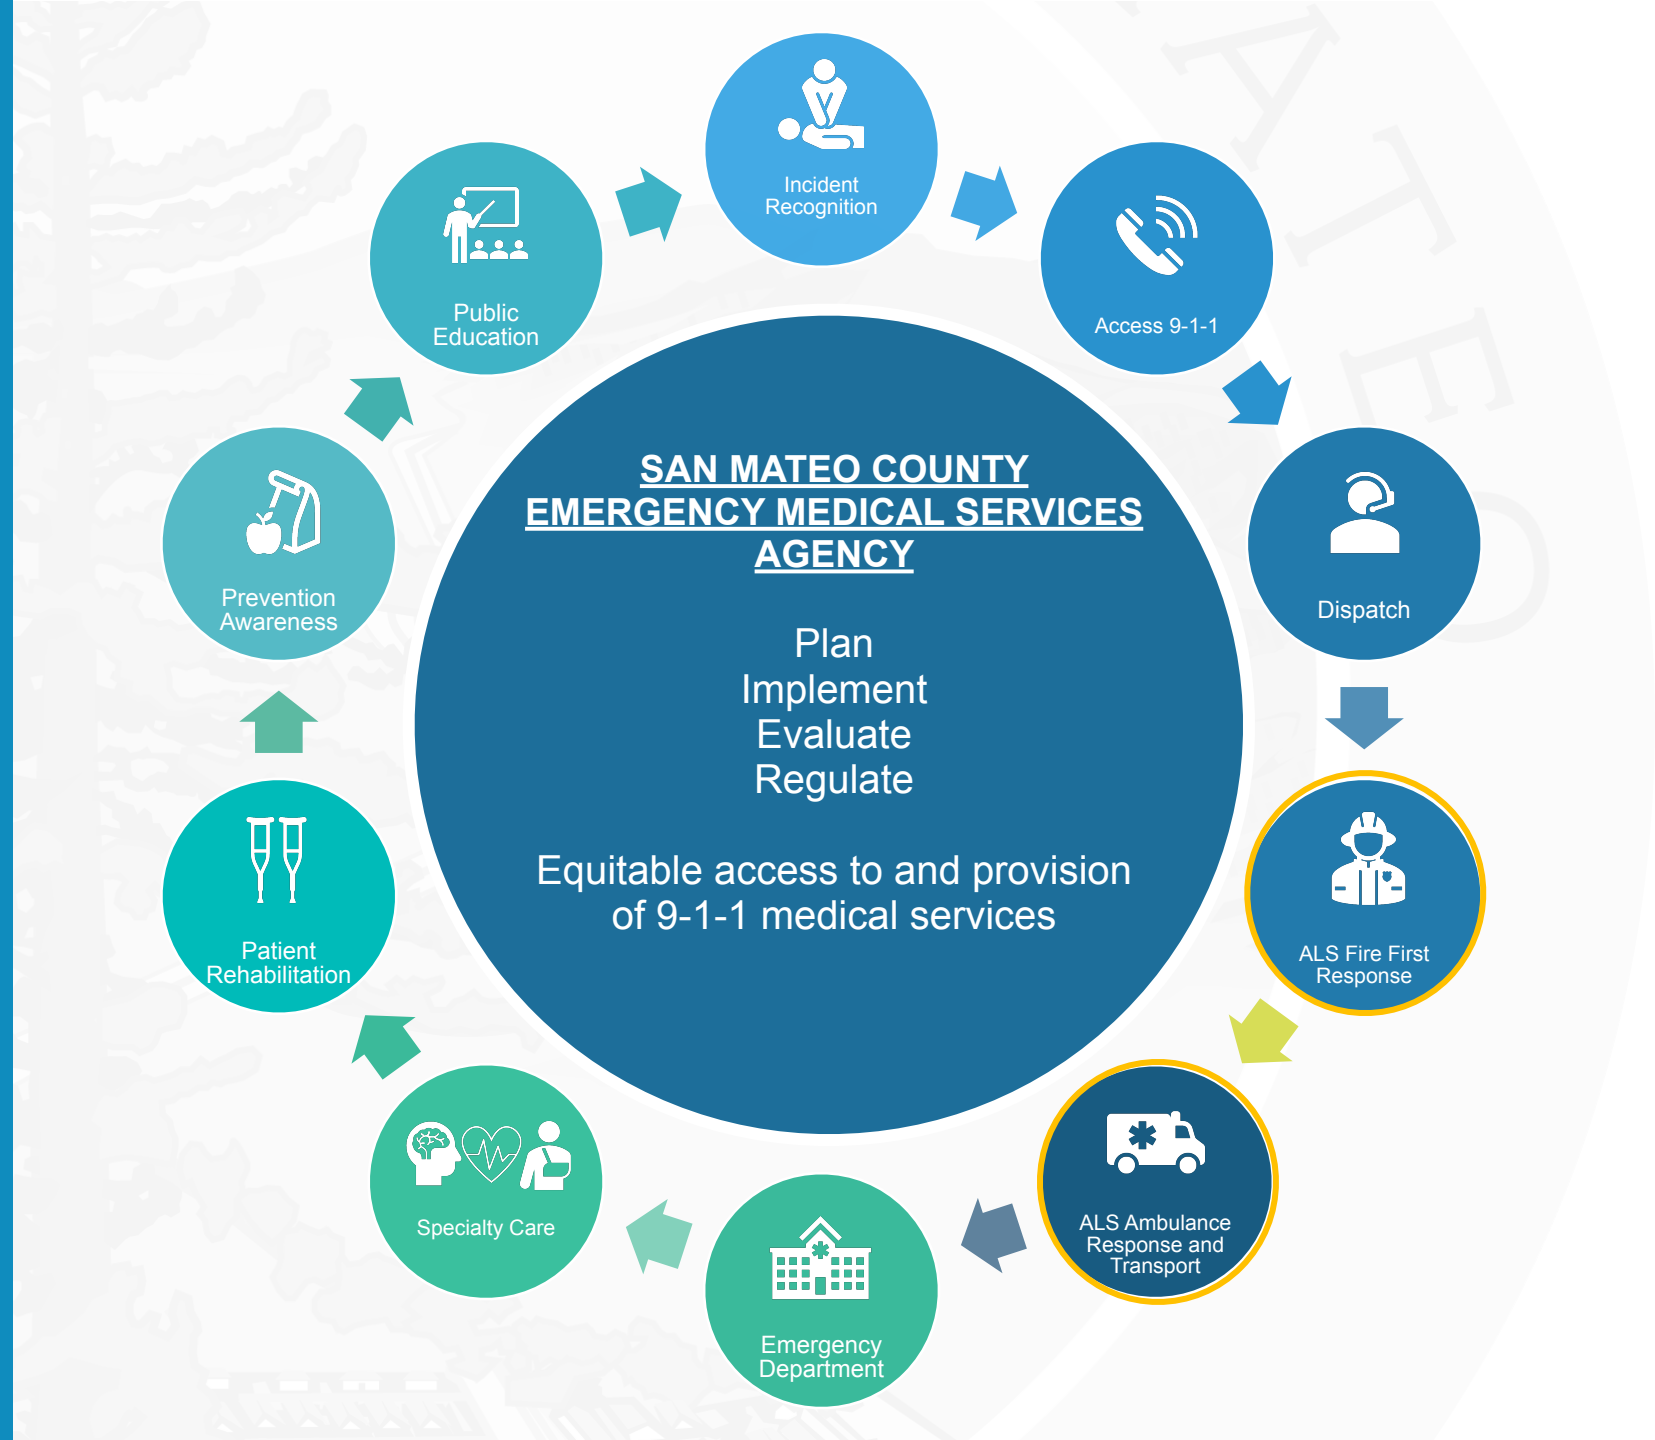 SAN MATEO COUNTY
EMERGENCY MEDICAL SERVICES
AGENCY
Plan
Implement
Evaluate
Regulate
Equitable access to and provision
of 9-1-1 medical services
Incident
Recognition
Access 9-1-1
Dispatch
ALS Fire First
Response
ALS Ambulance
Response and
Transport
Emergency
Department
Specialty Care
Patient
Rehabilitation
Prevention
Awareness
Public
Education
ATEO